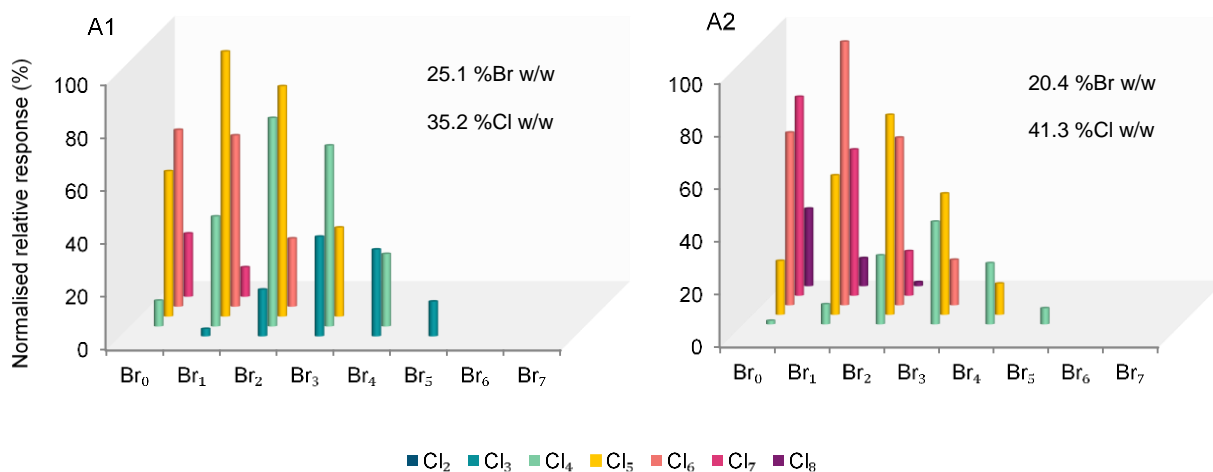 A1
Normalised relative response (%)
100
80
60
40
20
0
25.1 %Br w/w
35.2 %Cl w/w
Br₀ Br₁ Br₂ Br₃ Br₄ Br₅ Br₆ Br₇
A2
100
80
60
40
20
0
20.4 %Br w/w
41.3 %Cl w/w
Br₀ Br₁ Br₂ Br₃ Br₄ Br₅ Br₆ Br₇
Cl₂ Cl₃ Cl₄ Cl₅ Cl₆ Cl₇ Cl₈